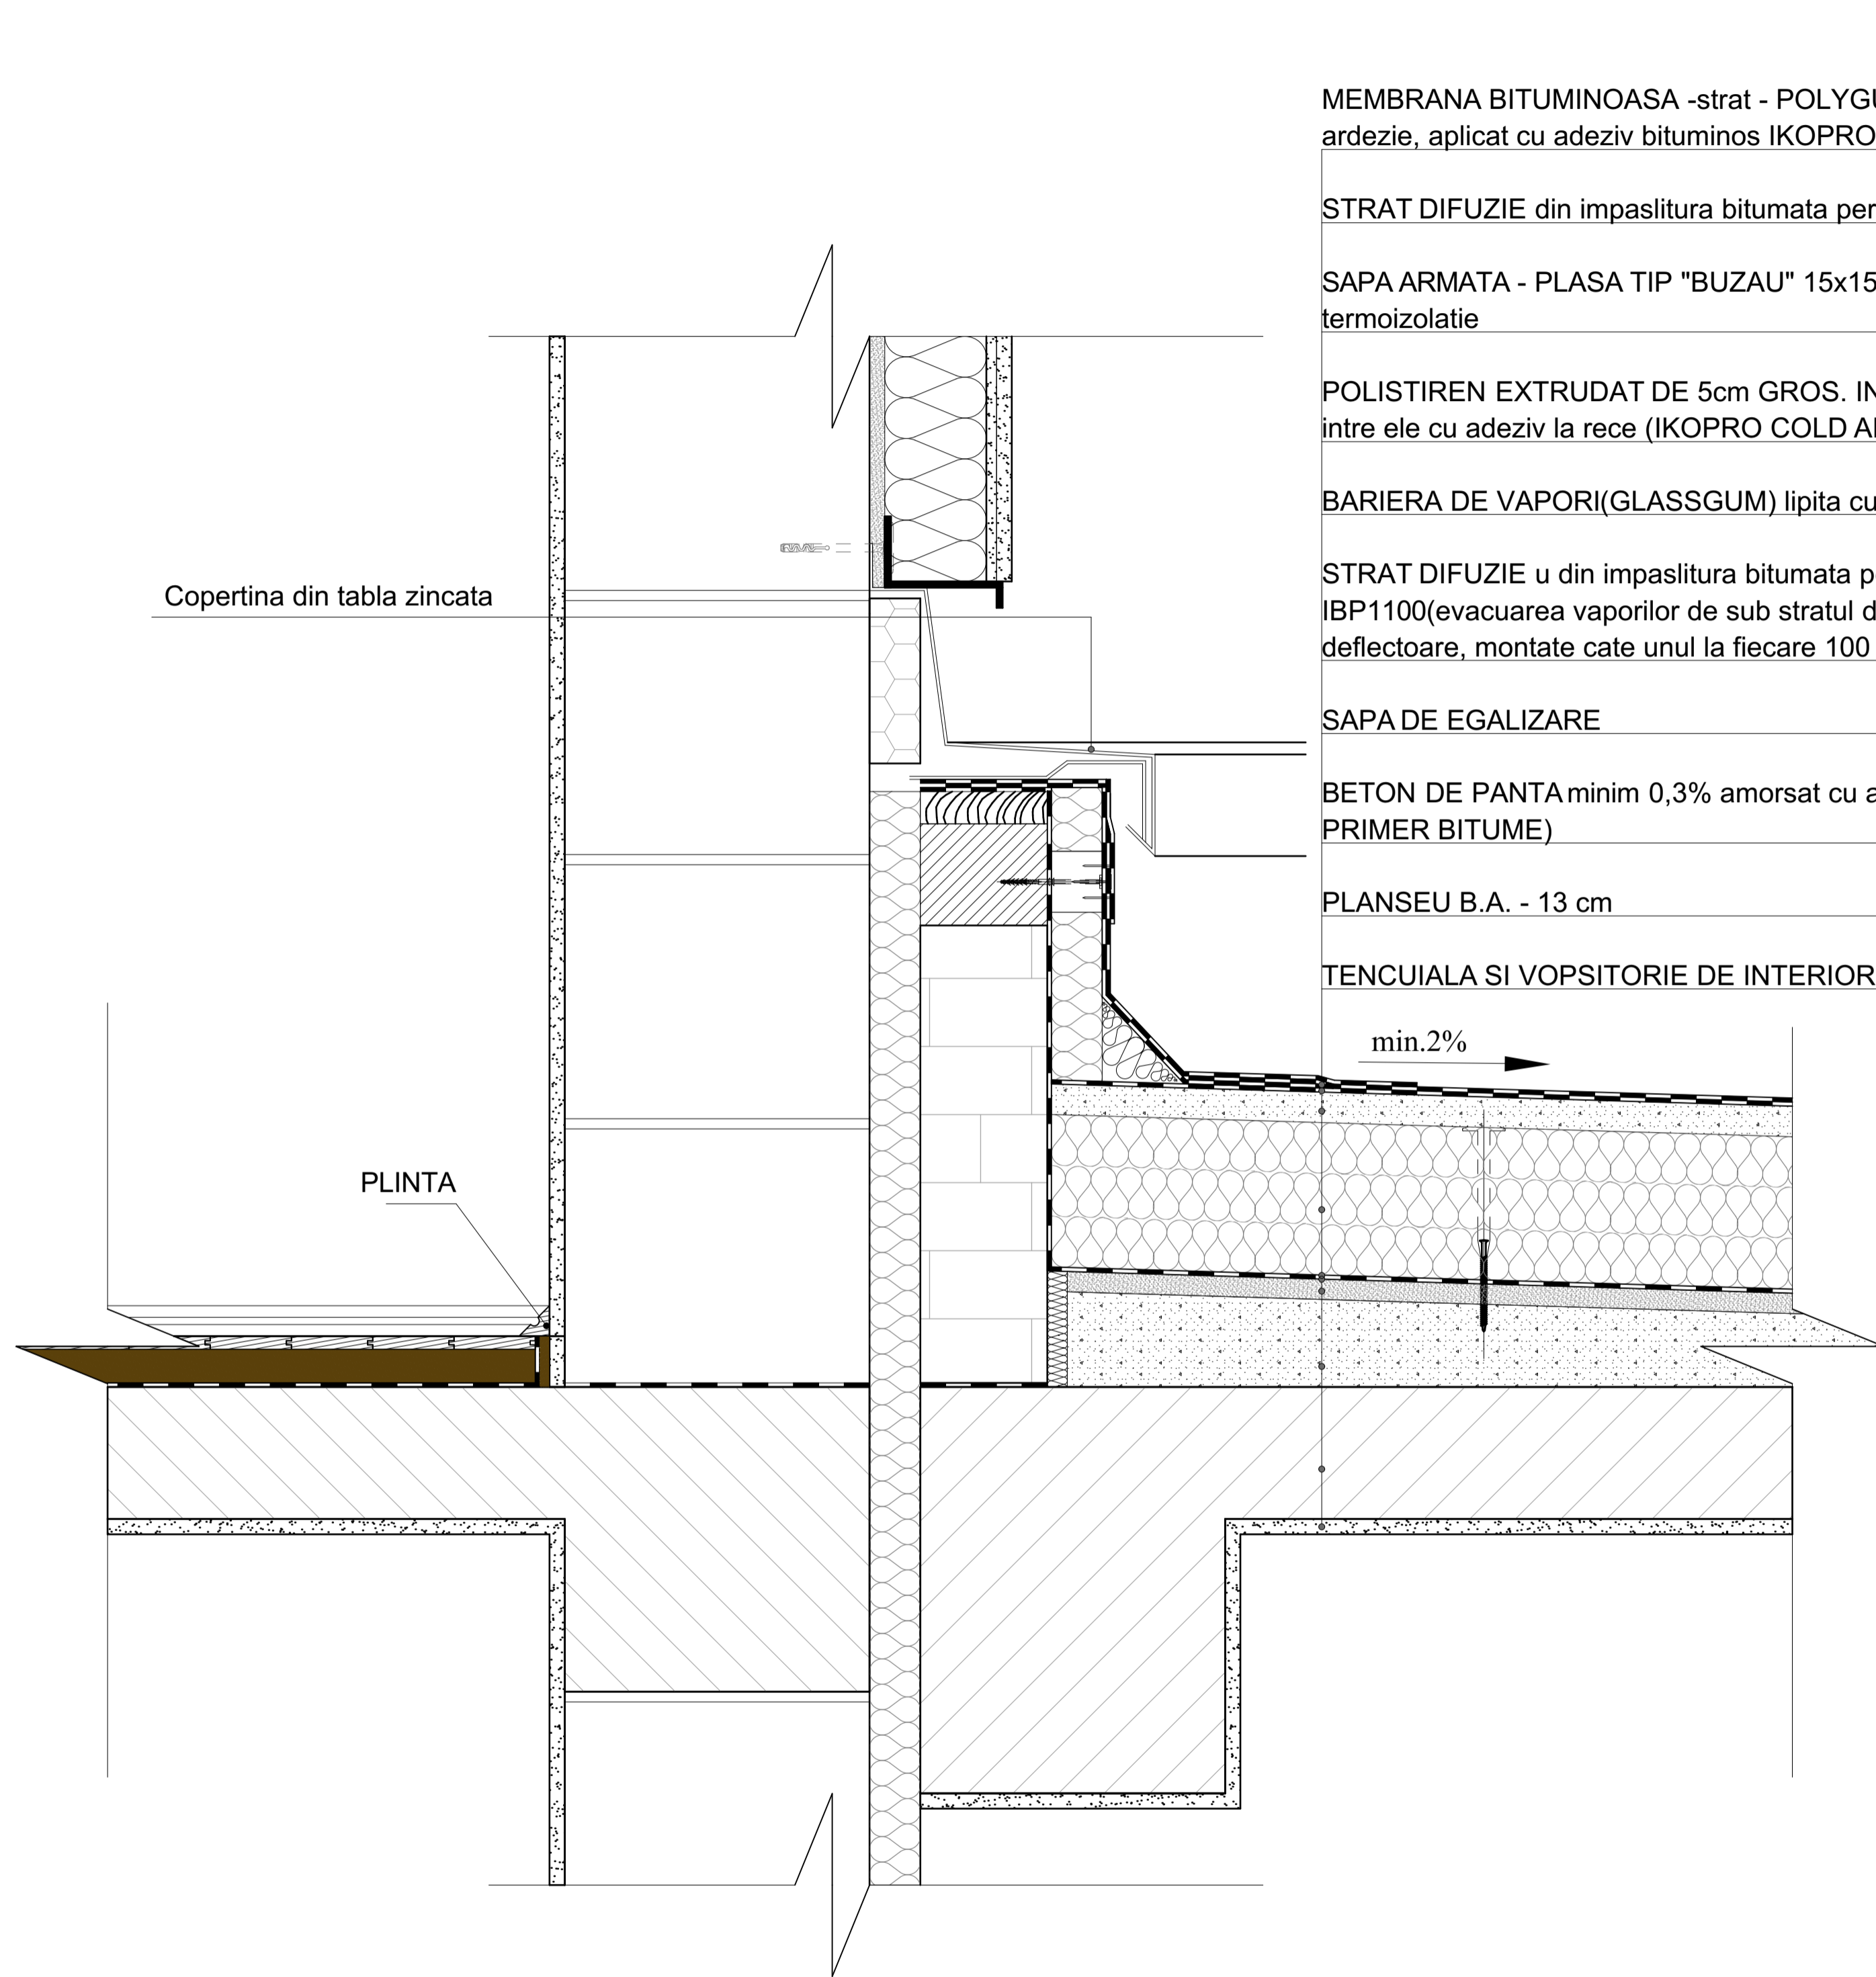 MEMBRANA BITUMINOASA -strat - POLYGU
ardezie, aplicat cu adeziv bituminos IKOPRO
STRAT DIFUZIE din impaslitura bitumata per
SAPA ARMATA - PLASA TIP "BUZAU" 15x15
termoizolatie
POLISTIREN EXTRUDAT DE 5cm GROS. IN
intre ele cu adeziv la rece (IKOPRO COLD A
BARIERA DE VAPORI(GLASSGUM) lipita cu
STRAT DIFUZIE u din impaslitura bitumata p
IBP1100(evacuarea vaporilor de sub stratul d
deflectoare, montate cate unul la fiecare 100
SAPA DE EGALIZARE
BETON DE PANTA minim 0,3% amorsat cu a
PRIMER BITUME)
PLANSEU B.A. - 13 cm
TENCUIALA SI VOPSITORIE DE INTERIOR
min.2%
Copertina din tabla zincata
PLINTA